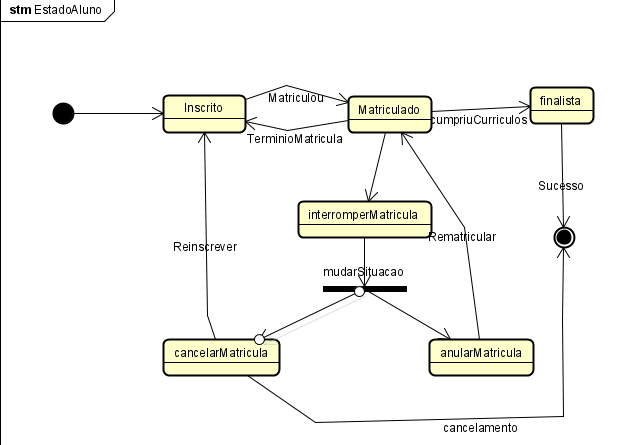 stm EstadoAluno
Inscrito
Matriculou
Matriculado
finalista
cumpriuCurriculos
TerminioMatricula
Sucesso
interromperMatricula
Rematricular
Reinscrever
mudarSituacao
cancelarMatricula
anularMatricula
cancelamento